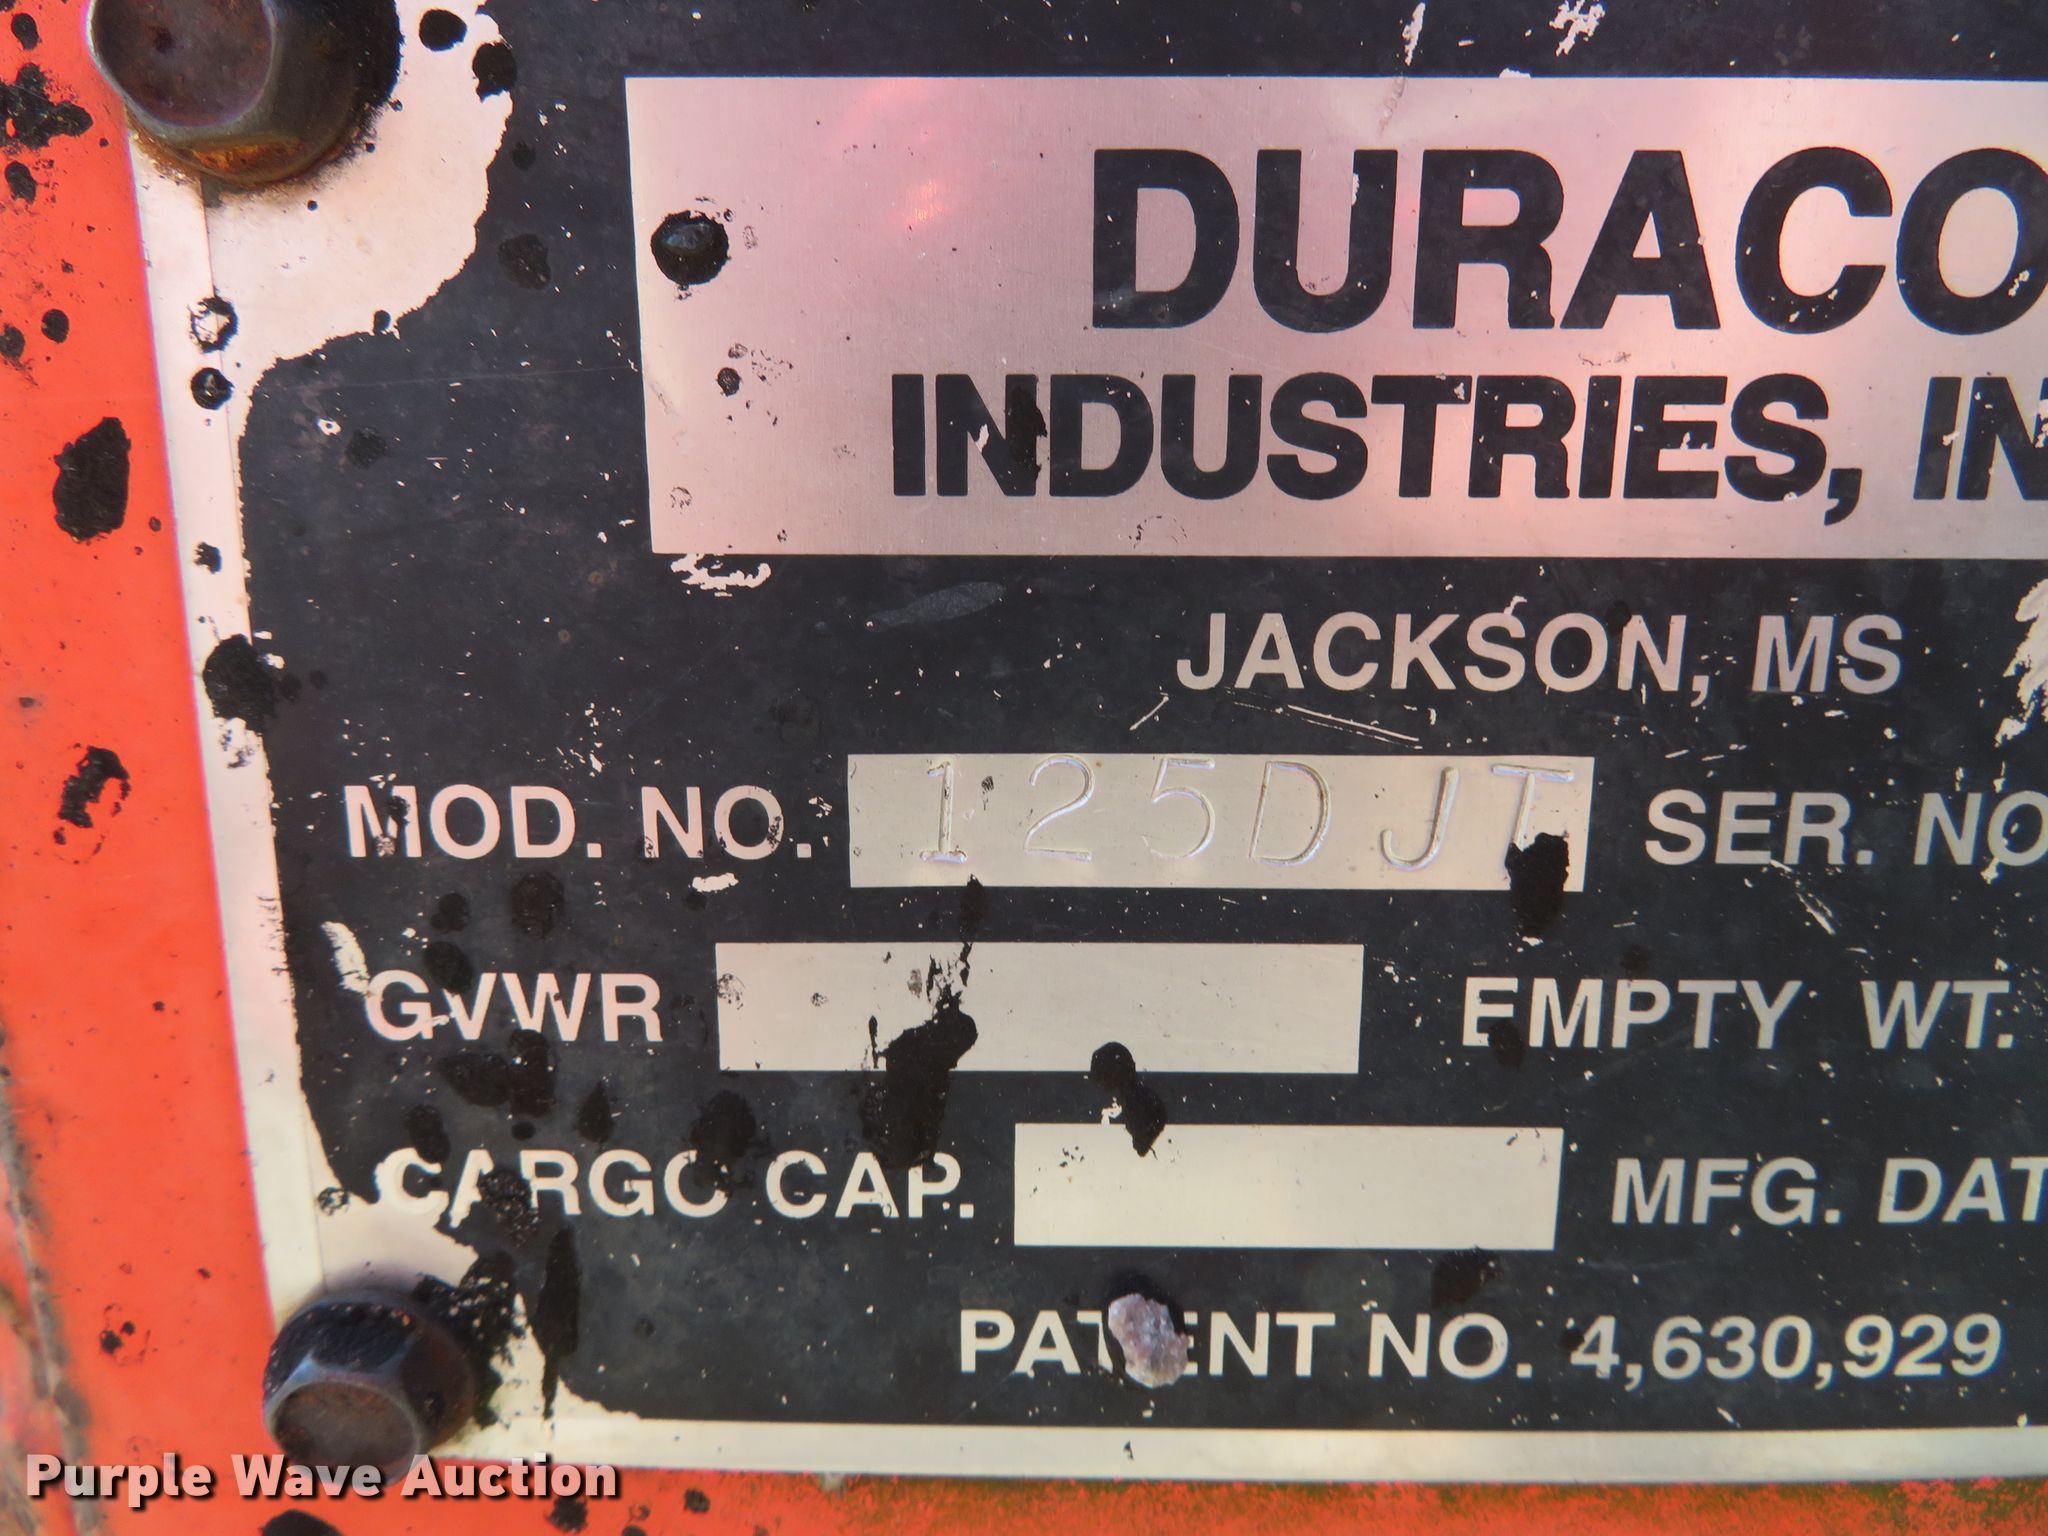 DURACO
INDUSTRIES, IN
JACKSON, MS
MOD. NO. 125DJT SER. NO
GVWR EMPTY WT.
CARGO CAP. MFG. DAT
PATENT NO. 4,630,929
Purple Wave Auction